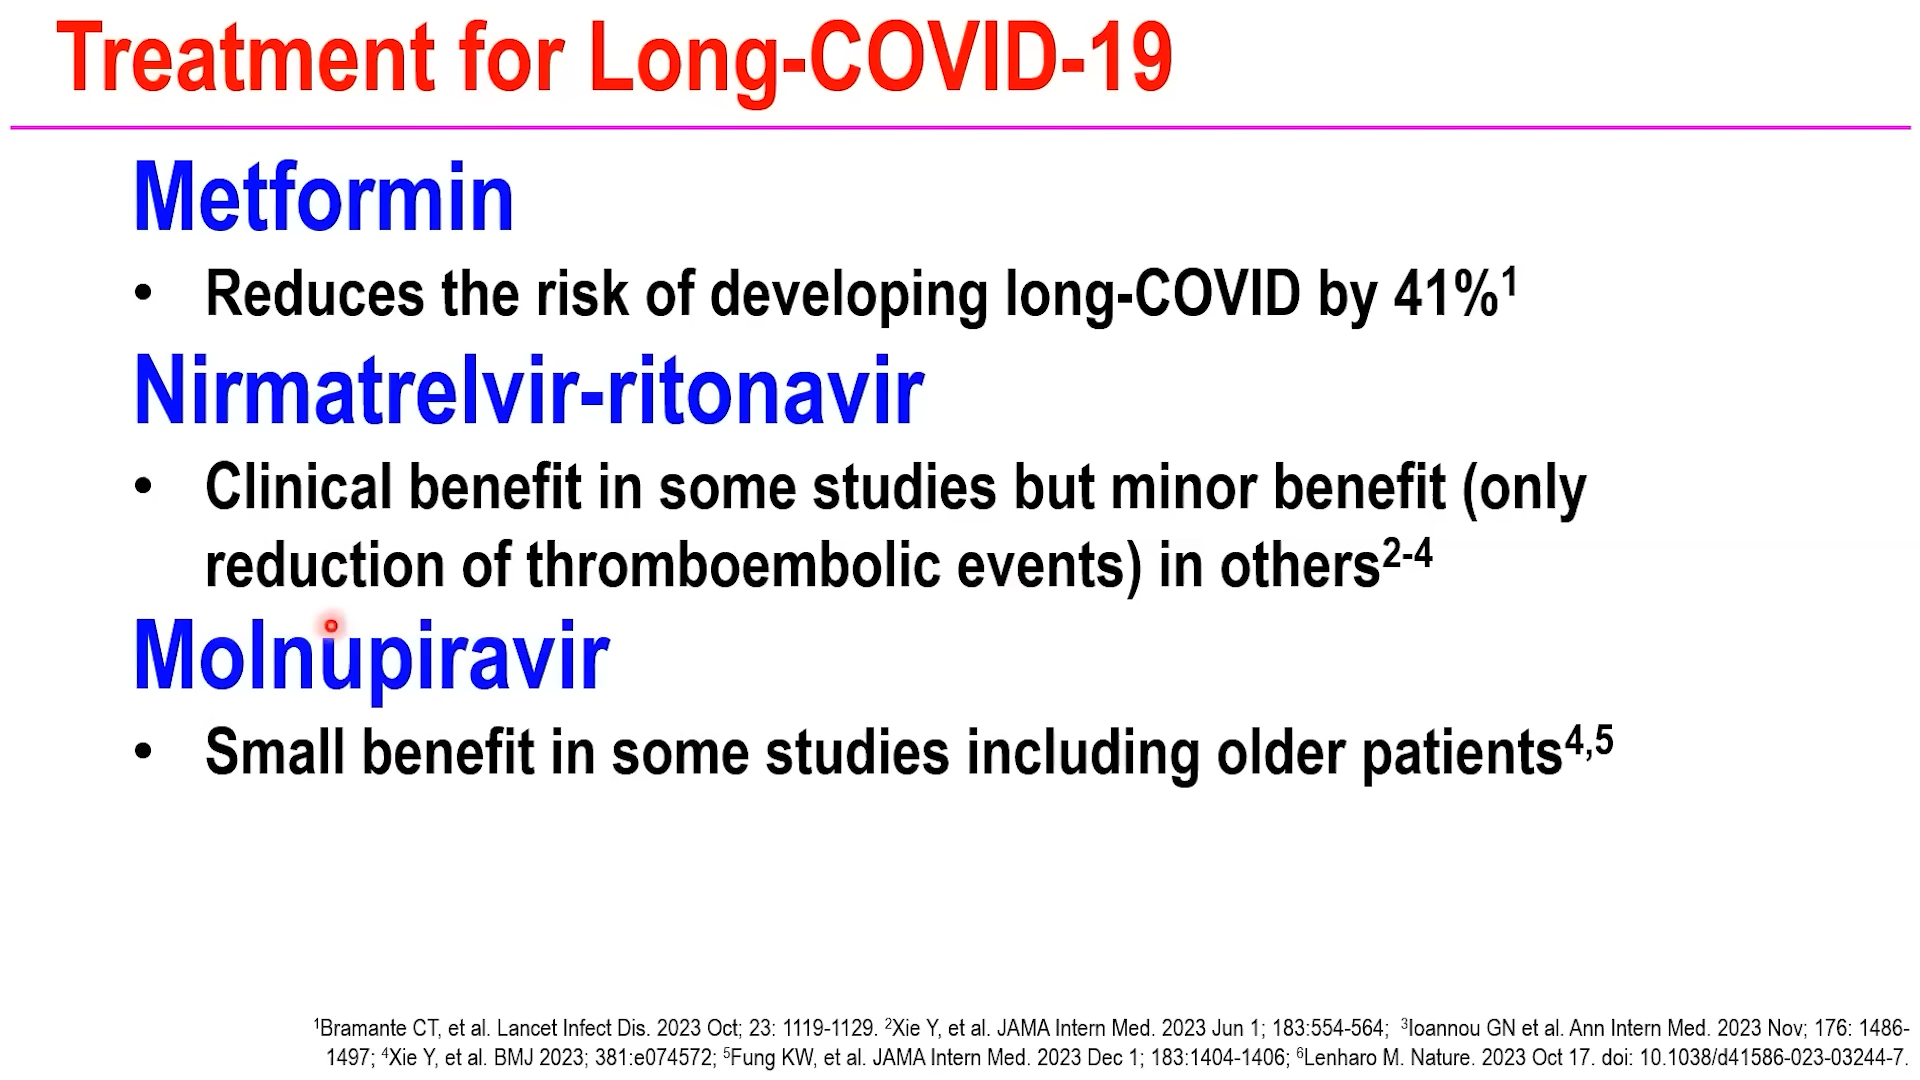 Treatment for Long-COVID-19
Metformin
• Reduces the risk of developing long-COVID by 41%¹
Nirmatrelvir-ritonavir
• Clinical benefit in some studies but minor benefit (only
reduction of thromboembolic events) in others²⁻⁴
Molnupiravir
• Small benefit in some studies including older patients⁴,⁵
¹Bramante CT, et al. Lancet Infect Dis. 2023 Oct; 23: 1119-1129. ²Xie Y, et al. JAMA Intern Med. 2023 Jun 1; 183:554-564; ³Ioannou GN et al. Ann Intern Med. 2023 Nov; 176: 1486-
1497; ⁴Xie Y, et al. BMJ 2023; 381:e074572; ⁵Fung KW, et al. JAMA Intern Med. 2023 Dec 1; 183:1404-1406; ⁶Lenharo M. Nature. 2023 Oct 17. doi: 10.1038/d41586-023-03244-7.